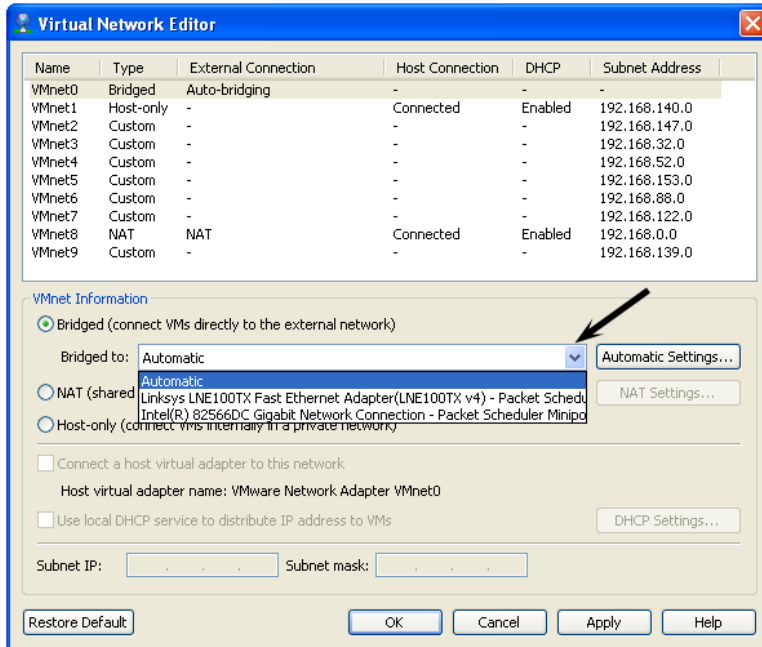 Virtual Network Editor
Name Type External Connection Host Connection DHCP Subnet Address
VMnet0 Bridged Auto-bridging - - -
VMnet1 Host-only - Connected Enabled 192.168.140.0
VMnet2 Custom - - - 192.168.147.0
VMnet3 Custom - - - 192.168.32.0
VMnet4 Custom - - - 192.168.52.0
VMnet5 Custom - - - 192.168.153.0
VMnet6 Custom - - - 192.168.88.0
VMnet7 Custom - - - 192.168.122.0
VMnet8 NAT NAT Connected Enabled 192.168.0.0
VMnet9 Custom - - - 192.168.139.0
VMnet Information
Bridged (connect VMs directly to the external network)
Bridged to: Automatic Automatic Settings...
Automatic
NAT (shared Linksys LNE100TX Fast Ethernet Adapter(LNE100TX v4) - Packet Schedu NAT Settings...
Intel(R) 82566DC Gigabit Network Connection - Packet Scheduler Minipo
Host-only (connect VMs internally in a private network)
Connect a host virtual adapter to this network
Host virtual adapter name: VMware Network Adapter VMnet0
Use local DHCP service to distribute IP address to VMs DHCP Settings...
Subnet IP: . . . Subnet mask: . . .
Restore Default OK Cancel Apply Help